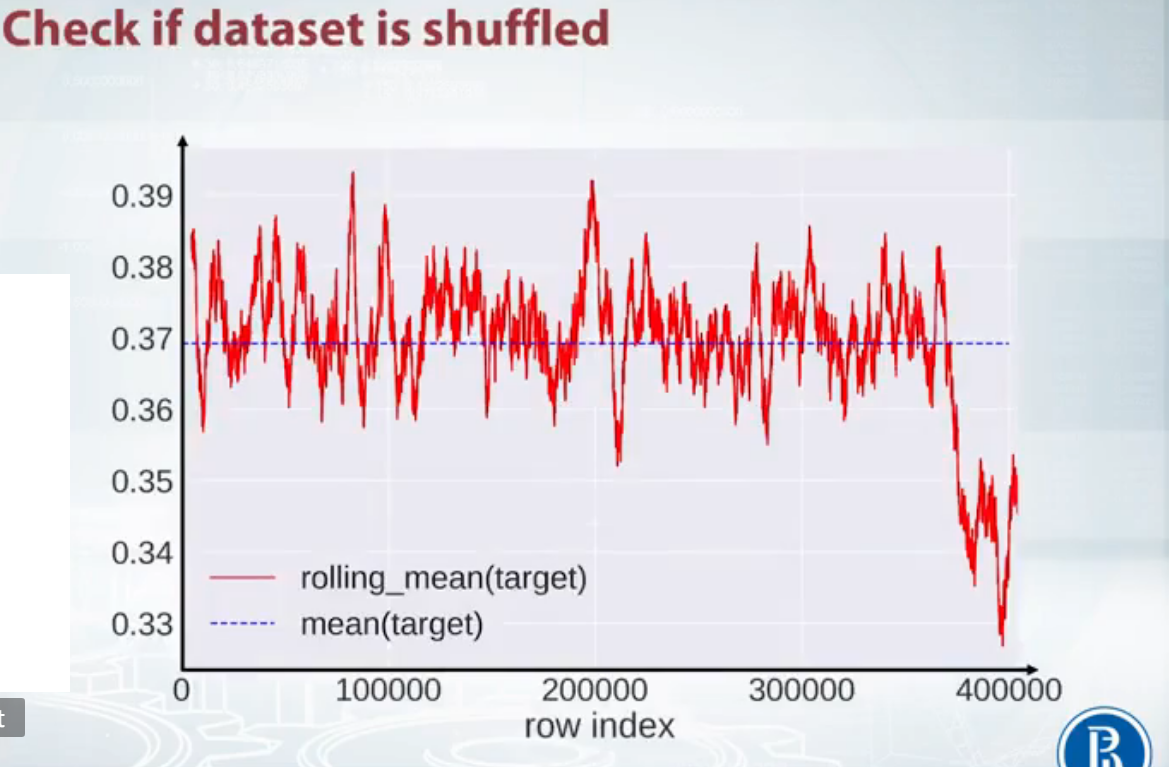 Check if dataset is shuffled
0.39
0.38
0.37
0.36
0.35
0.34
0.33
rolling_mean(target)
mean(target)
0 100000 200000 300000 400000
row index
t